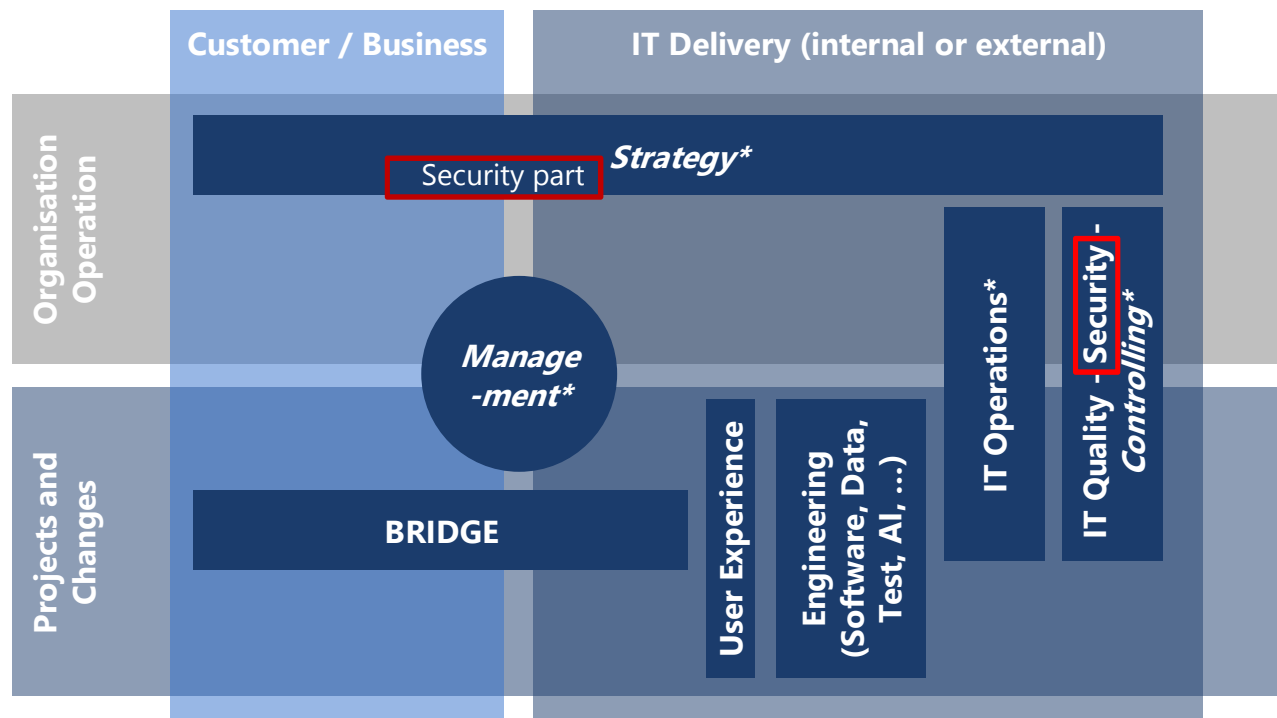 Customer / Business
IT Delivery (internal or external)
Organisation
Operation
Strategy*
Security part
Manage
-ment*
IT Operations*
IT Quality - Security -
Controlling*
Projects and
Changes
BRIDGE
User Experience
Engineering
(Software, Data,
Test, AI, ...)